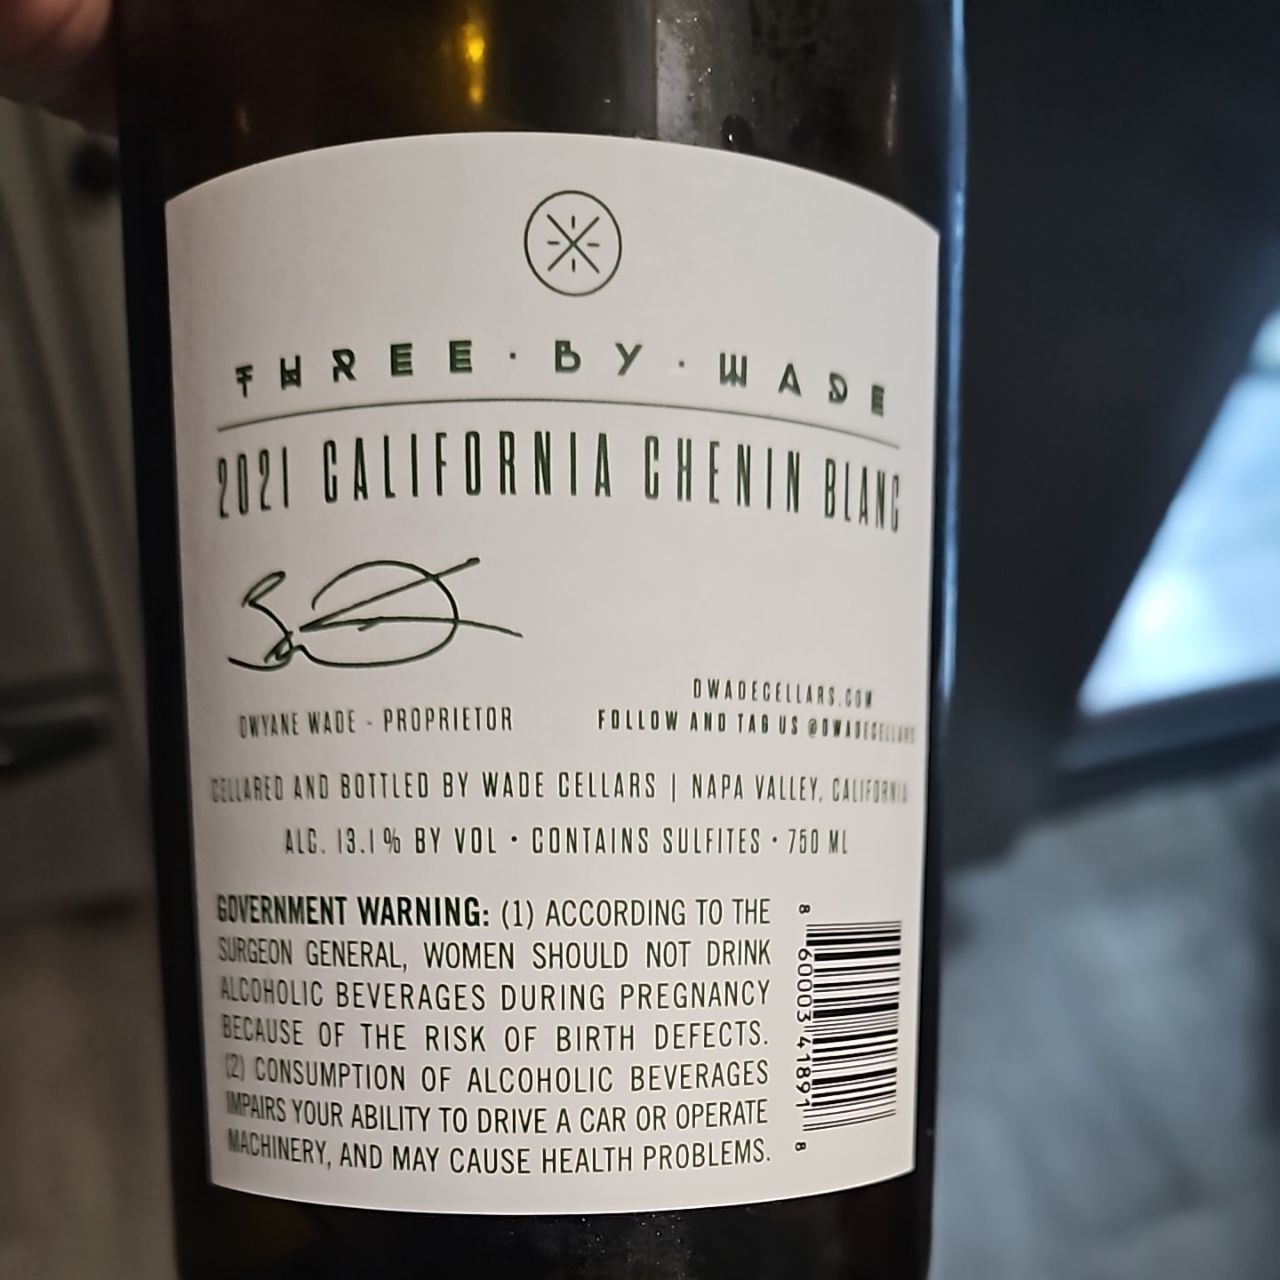 THREE · BY · WADE
2021 CALIFORNIA CHENIN BLANC
DWYANE WADE - PROPRIETOR
DWADECELLARS.COM
FOLLOW AND TAG US @DWADECELLARS
CELLARED AND BOTTLED BY WADE CELLARS | NAPA VALLEY, CALIFORNIA
ALC. 13.1% BY VOL · CONTAINS SULFITES · 750 ML
GOVERNMENT WARNING: (1) ACCORDING TO THE
SURGEON GENERAL, WOMEN SHOULD NOT DRINK
ALCOHOLIC BEVERAGES DURING PREGNANCY
BECAUSE OF THE RISK OF BIRTH DEFECTS.
(2) CONSUMPTION OF ALCOHOLIC BEVERAGES
IMPAIRS YOUR ABILITY TO DRIVE A CAR OR OPERATE
MACHINERY, AND MAY CAUSE HEALTH PROBLEMS.
8 60003 41891 8